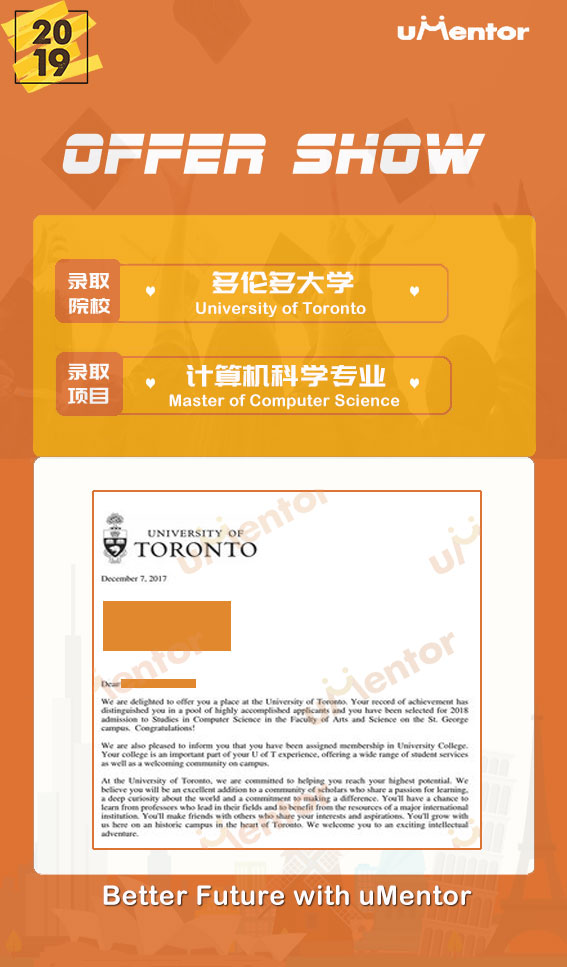 20
19
uMentor
OFFER SHOW
录取
院校
多伦多大学
University of Toronto
录取
项目
计算机科学专业
Master of Computer Science
UNIVERSITY OF
TORONTO
December 7, 2017
Dear
We are delighted to offer you a place at the University of Toronto. Your record of achievement has
distinguished you in a pool of highly accomplished applicants and you have been selected for 2018
admission to Studies in Computer Science in the Faculty of Arts and Science on the St. George
campus. Congratulations!
We are also pleased to inform you that you have been assigned membership in University College.
Your college is an important part of your U of T experience, offering a wide range of student services
as well as a welcoming community on campus.
At the University of Toronto, we are committed to helping you reach your highest potential. We
believe you will be an excellent addition to a community of scholars who share a passion for learning,
a deep curiosity about the world and a commitment to making a difference. You'll have a chance to
learn from professors who lead in their fields and to benefit from the resources of a major international
institution. You'll make friends with others who share your interests and aspirations. You'll grow with
us here on an historic campus in the heart of Toronto. We welcome you to an exciting intellectual
adventure.
uMentor
uM
Mentor
uMentor
uMentor
uM
Better Future with uMentor